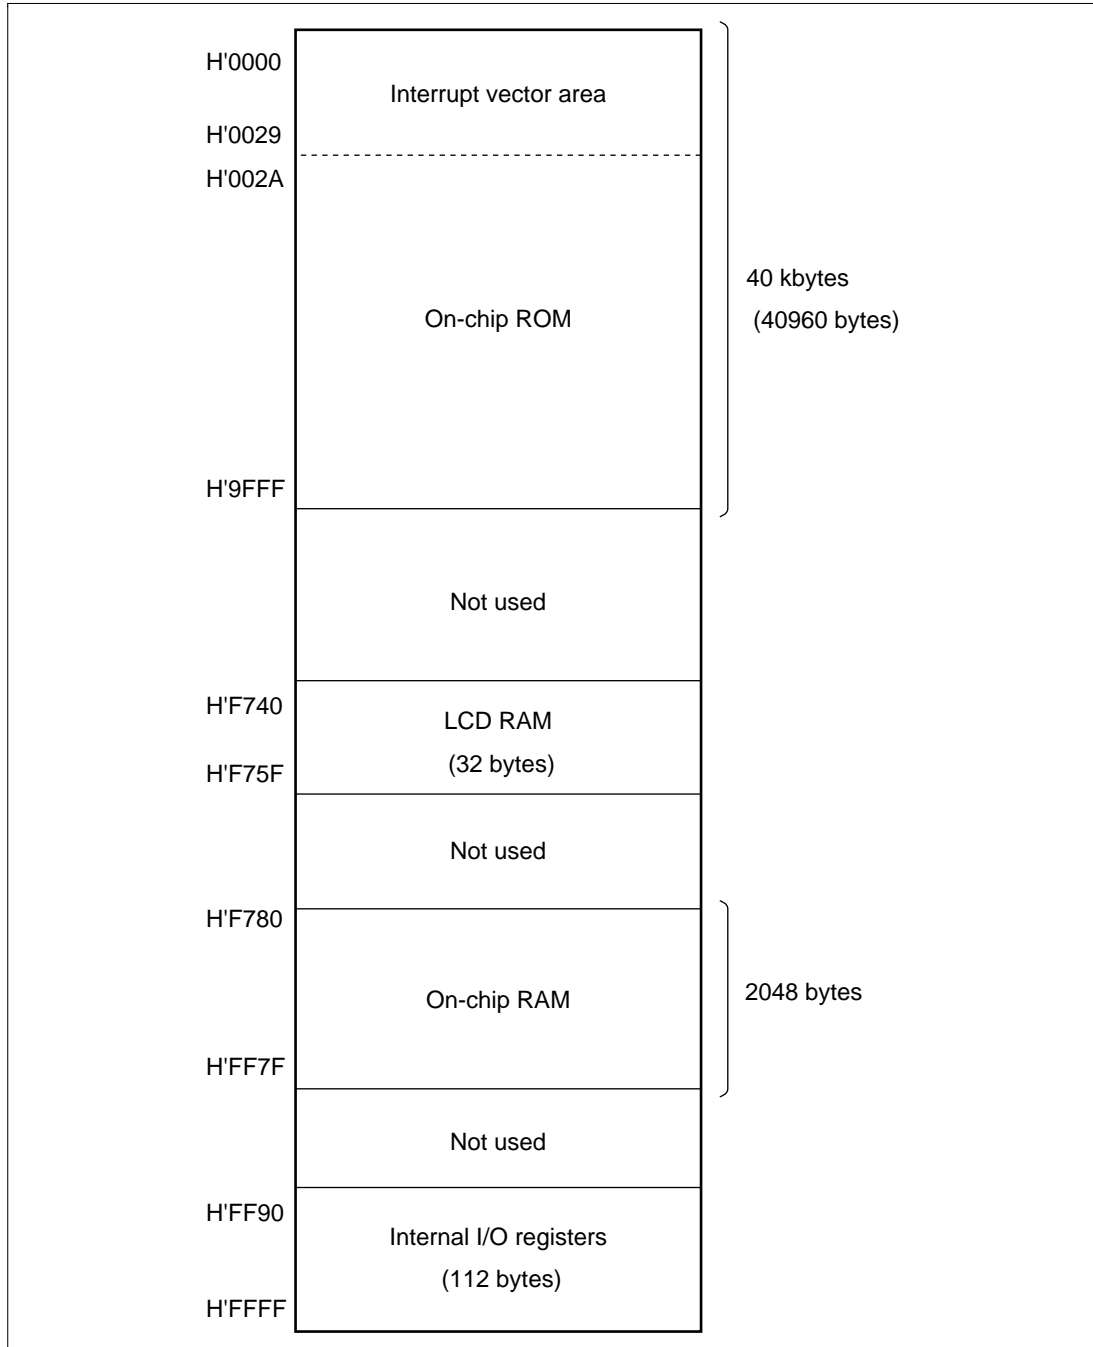 H'0000
Interrupt vector area
H'0029
H'002A
40 kbytes
(40960 bytes)
On-chip ROM
H'9FFF
Not used
H'F740
LCD RAM
(32 bytes)
H'F75F
Not used
H'F780
On-chip RAM
2048 bytes
H'FF7F
Not used
H'FF90
Internal I/O registers
(112 bytes)
H'FFFF